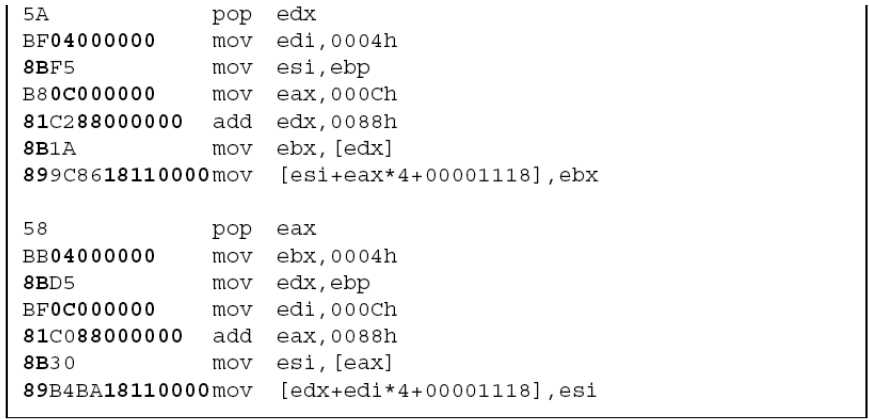 5A pop edx
BF04000000 mov edi,0004h
8BF5 mov esi,ebp
B80C000000 mov eax,000Ch
81C288000000 add edx,0088h
8B1A mov ebx,[edx]
899C8618110000mov [esi+eax*4+00001118],ebx
58 pop eax
BB04000000 mov ebx,0004h
8BD5 mov edx,ebp
BF0C000000 mov edi,000Ch
81C088000000 add eax,0088h
8B30 mov esi,[eax]
89B4BA18110000mov [edx+edi*4+00001118],esi